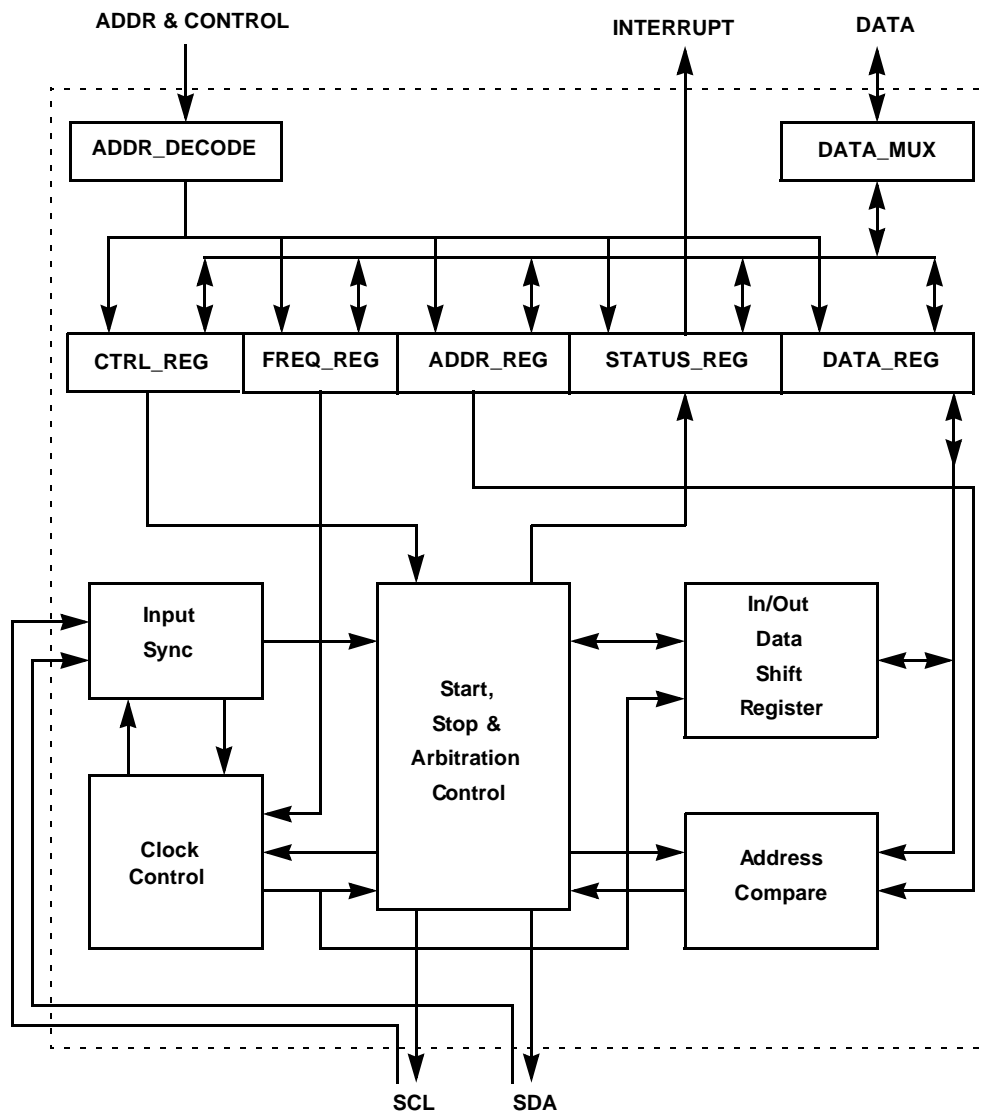 ADDR & CONTROL
INTERRUPT
DATA
ADDR_DECODE
DATA_MUX
CTRL_REG
FREQ_REG
ADDR_REG
STATUS_REG
DATA_REG
Input
Sync
Start,
Stop &
Arbitration
Control
In/Out
Data
Shift
Register
Clock
Control
Address
Compare
SCL
SDA